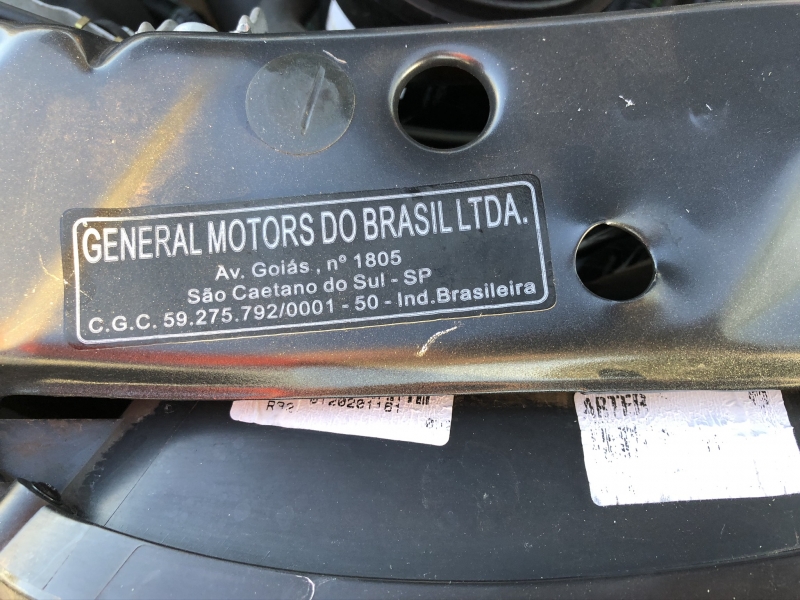 GENERAL MOTORS DO BRASIL LTDA.
Av. Goiás , nº 1805
São Caetano do Sul - SP
C.G.C. 59.275.792/0001 - 50 - Ind.Brasileira